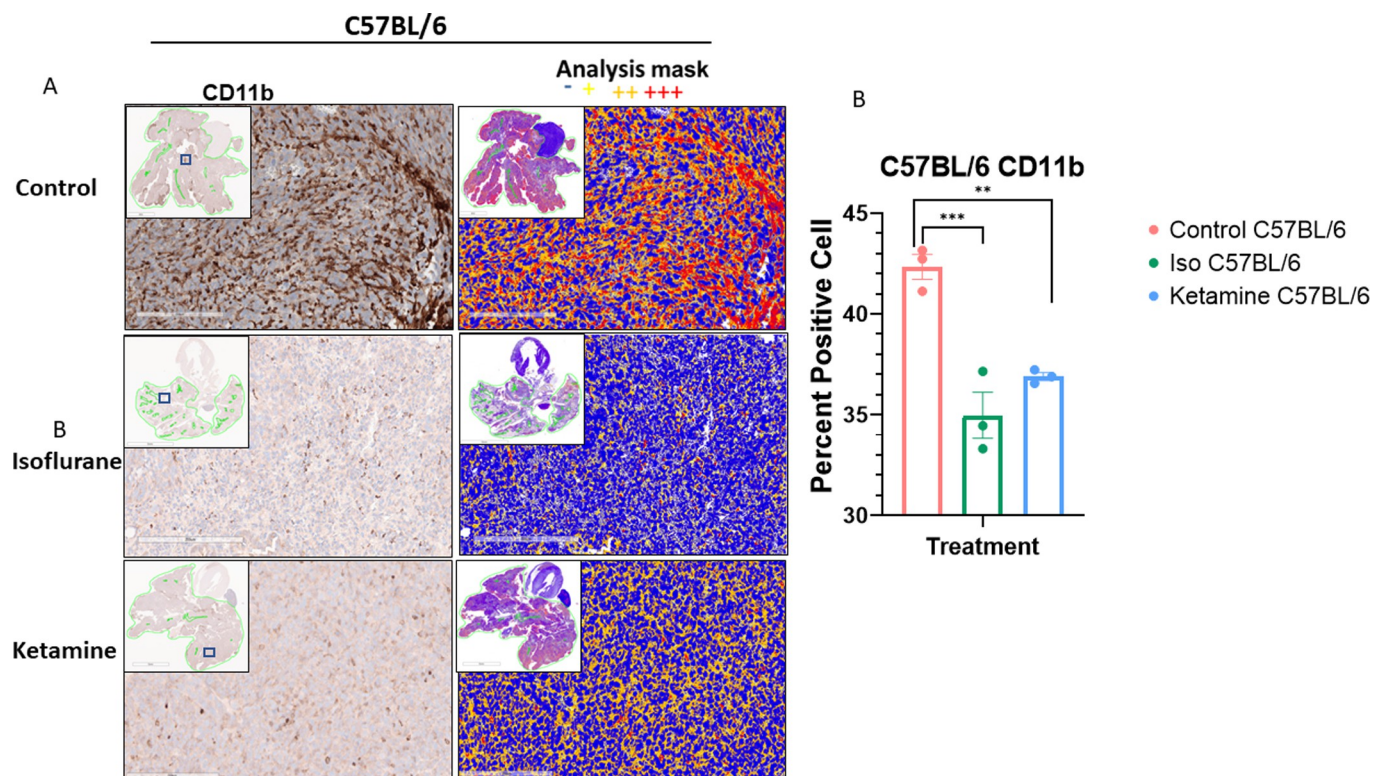 C57BL/6
A
Analysis mask
- + ++ +++
CD11b
Control
B
Isoflurane
Ketamine
B
C57BL/6 CD11b
**
***
45
40
35
30
Percent Positive Cell
Treatment
Control C57BL/6
Iso C57BL/6
Ketamine C57BL/6